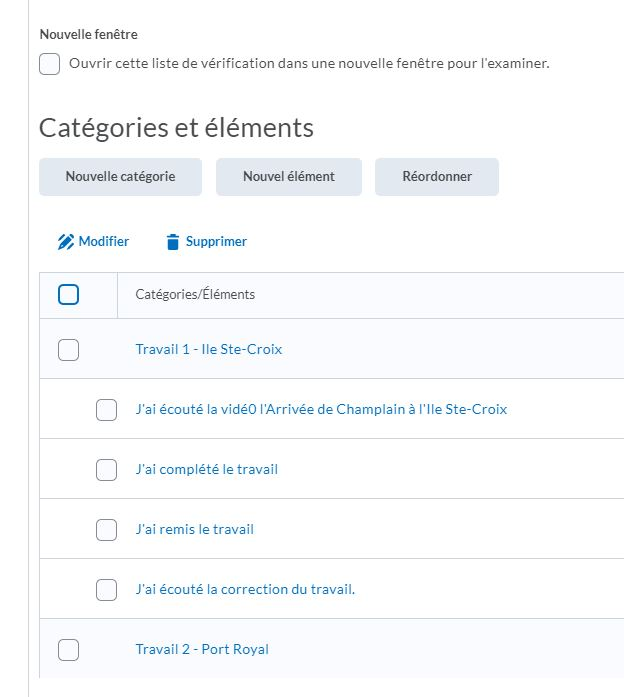 Nouvelle fenêtre
Ouvrir cette liste de vérification dans une nouvelle fenêtre pour l'examiner.
Catégories et éléments
Nouvelle catégorie
Nouvel élément
Réordonner
Modifier
Supprimer
Catégories/Éléments
Travail 1 - Ile Ste-Croix
J'ai écouté la vidé0 l'Arrivée de Champlain à l'Ile Ste-Croix
J'ai complété le travail
J'ai remis le travail
J'ai écouté la correction du travail.
Travail 2 - Port Royal